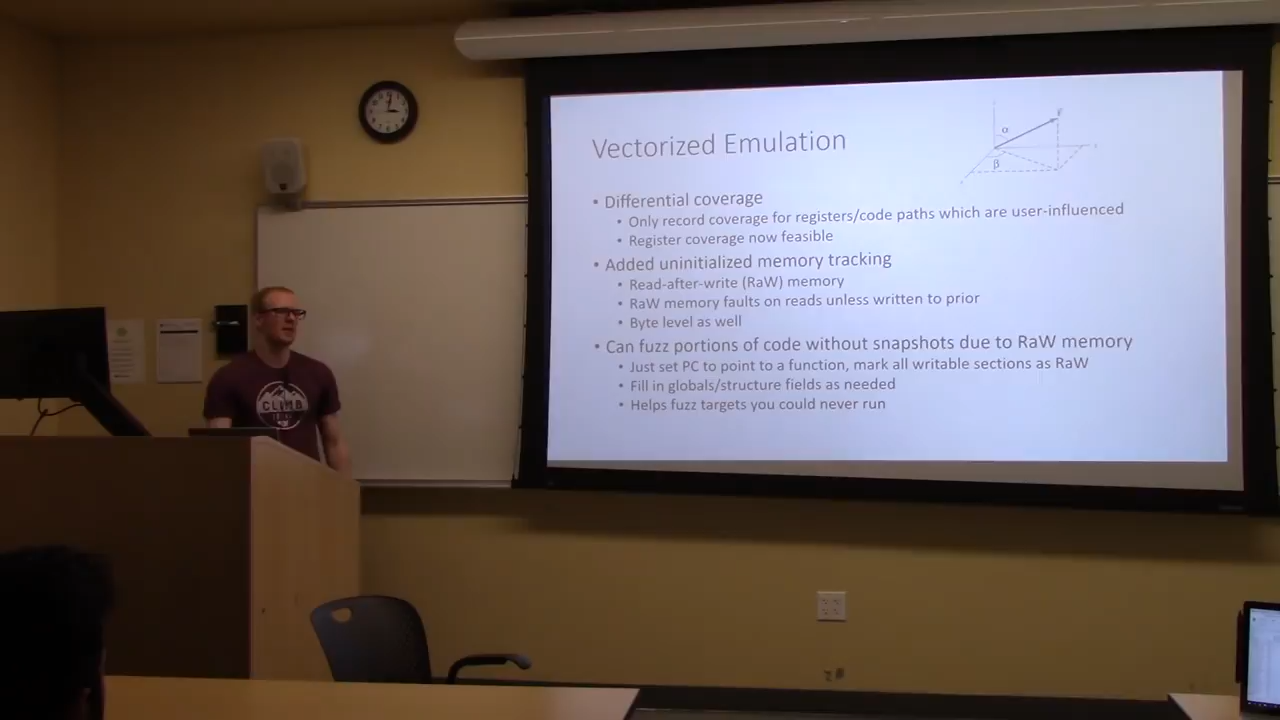 Vectorized Emulation
• Differential coverage
• Only record coverage for registers/code paths which are user-influenced
• Register coverage now feasible
• Added uninitialized memory tracking
• Read-after-write (RaW) memory
• RaW memory faults on reads unless written to prior
• Byte level as well
• Can fuzz portions of code without snapshots due to RaW memory
• Just set PC to point to a function, mark all writable sections as RaW
• Fill in globals/structure fields as needed
• Helps fuzz targets you could never run
α
β
CLIMB